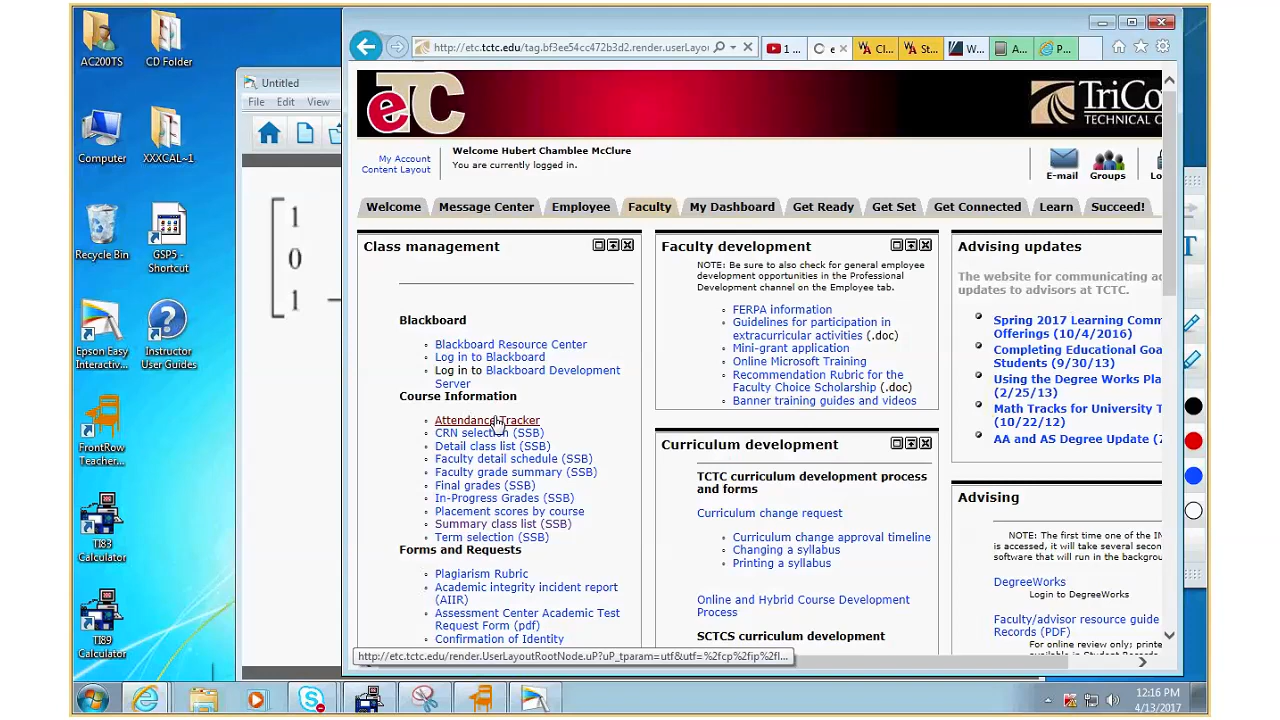 AC200TS
CD Folder
Computer
XXXCAL~1
Recycle Bin
GSP5 -
Shortcut
Epson Easy
Interactiv...
Instructor
User Guides
FrontRow
Teacher...
TI83
Calculator
TI89
Calculator
Untitled
File Edit View
1
0
1
http://etc.tctc.edu/tag.bf3ee54cc472b3d2.render.userLayo
1 ...
e
Cl...
St...
W...
A...
P...
eTC
TriCo
TECHNICAL C
My Account
Content Layout
Welcome Hubert Chamblee McClure
You are currently logged in.
E-mail
Groups
Lo
Welcome
Message Center
Employee
Faculty
My Dashboard
Get Ready
Get Set
Get Connected
Learn
Succeed!
Class management
Blackboard
Blackboard Resource Center
Log in to Blackboard
Log in to Blackboard Development
Server
Course Information
Attendance Tracker
CRN selection (SSB)
Detail class list (SSB)
Faculty detail schedule (SSB)
Faculty grade summary (SSB)
Final grades (SSB)
In-Progress Grades (SSB)
Placement scores by course
Summary class list (SSB)
Term selection (SSB)
Forms and Requests
Plagiarism Rubric
Academic integrity incident report
(AIIR)
Assessment Center Academic Test
Request Form (pdf)
Confirmation of Identity
Faculty development
NOTE: Be sure to also check for general employee
development opportunities in the Professional
Development channel on the Employee tab.
FERPA information
Guidelines for participation in
extracurricular activities (.doc)
Mini-grant application
Online Microsoft Training
Recommendation Rubric for the
Faculty Choice Scholarship (.doc)
Banner training guides and videos
Curriculum development
TCTC curriculum development process
and forms
Curriculum change request
Curriculum change approval timeline
Changing a syllabus
Printing a syllabus
Online and Hybrid Course Development
Process
SCTCS curriculum development
Advising updates
The website for communicating ac
updates to advisors at TCTC.
Spring 2017 Learning Comm
Offerings (10/4/2016)
Completing Educational Goa
Students (9/30/13)
Using the Degree Works Pla
(2/25/13)
Math Tracks for University T
(10/22/12)
AA and AS Degree Update (2
Advising
NOTE: The first time one of the IN
is accessed, it will take several secon
software that will run in the backgrou
DegreeWorks
Login to DegreeWorks
Faculty/advisor resource guide
Records (PDF)
For online review only; printe
http://etc.tctc.edu/render.UserLayoutRootNode.uP?uP_tparam=utf&utf=%2fcp%2fip%2fl...
T
12:16 PM
4/13/2017